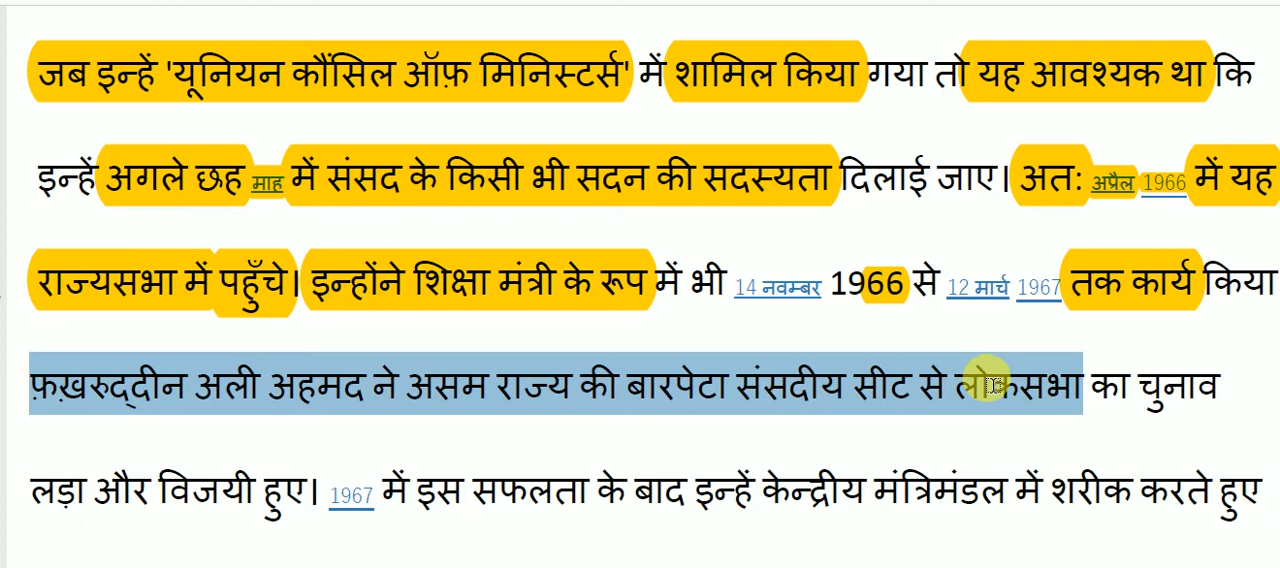 जब इन्हें 'यूनियन कौंसिल ऑफ़ मिनिस्टर्स' में शामिल किया गया तो यह आवश्यक था कि
इन्हें अगले छह माह में संसद के किसी भी सदन की सदस्यता दिलाई जाए। अत: अप्रैल 1966 में यह
राज्यसभा में पहुँचे। इन्होंने शिक्षा मंत्री के रूप में भी 14 नवम्बर 1966 से 12 मार्च 1967 तक कार्य किया
फ़ख़रुद्दीन अली अहमद ने असम राज्य की बारपेटा संसदीय सीट से लोकसभा का चुनाव
लड़ा और विजयी हुए। 1967 में इस सफलता के बाद इन्हें केन्द्रीय मंत्रिमंडल में शरीक करते हुए